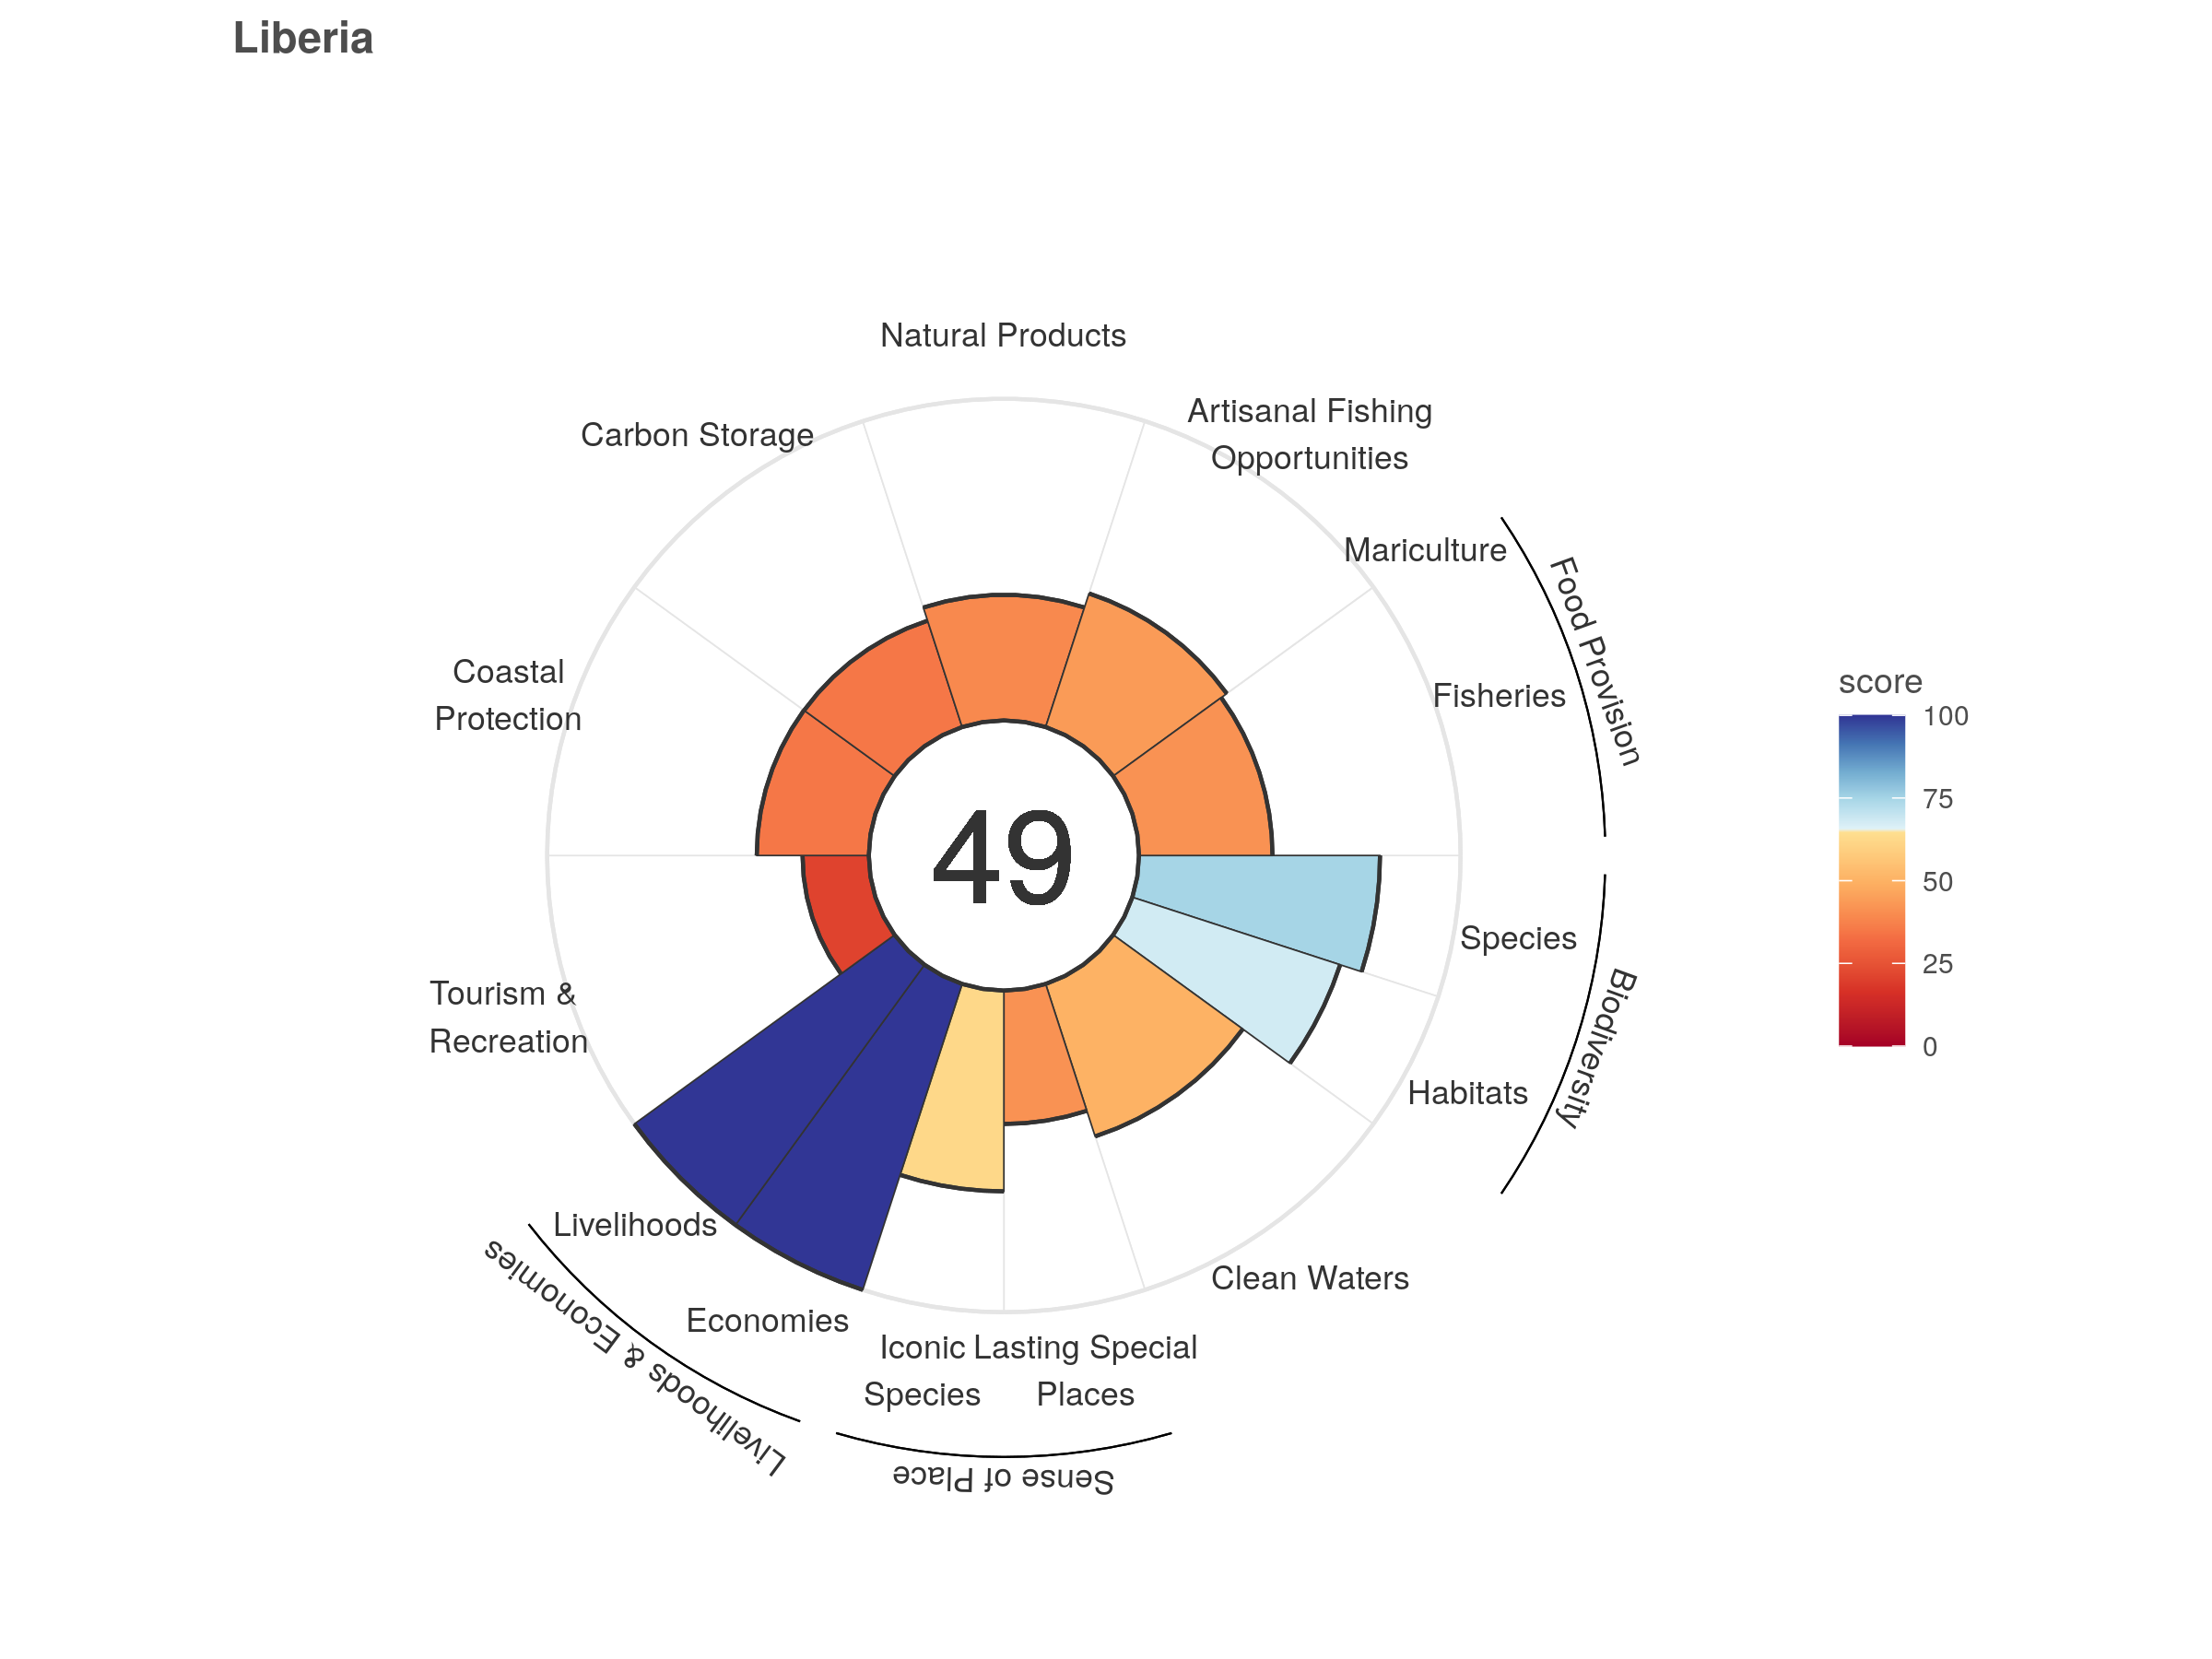 Liberia
Natural Products
Artisanal Fishing
Opportunities
Carbon Storage
Mariculture
Food Provision
Fisheries
Coastal
Protection
score
100
75
50
25
0
49
Species
Biodiversity
Habitats
Tourism &
Recreation
Livelihoods
Economies
Livelihoods & Economies
Clean Waters
Iconic
Species
Lasting Special
Places
Sense of Place